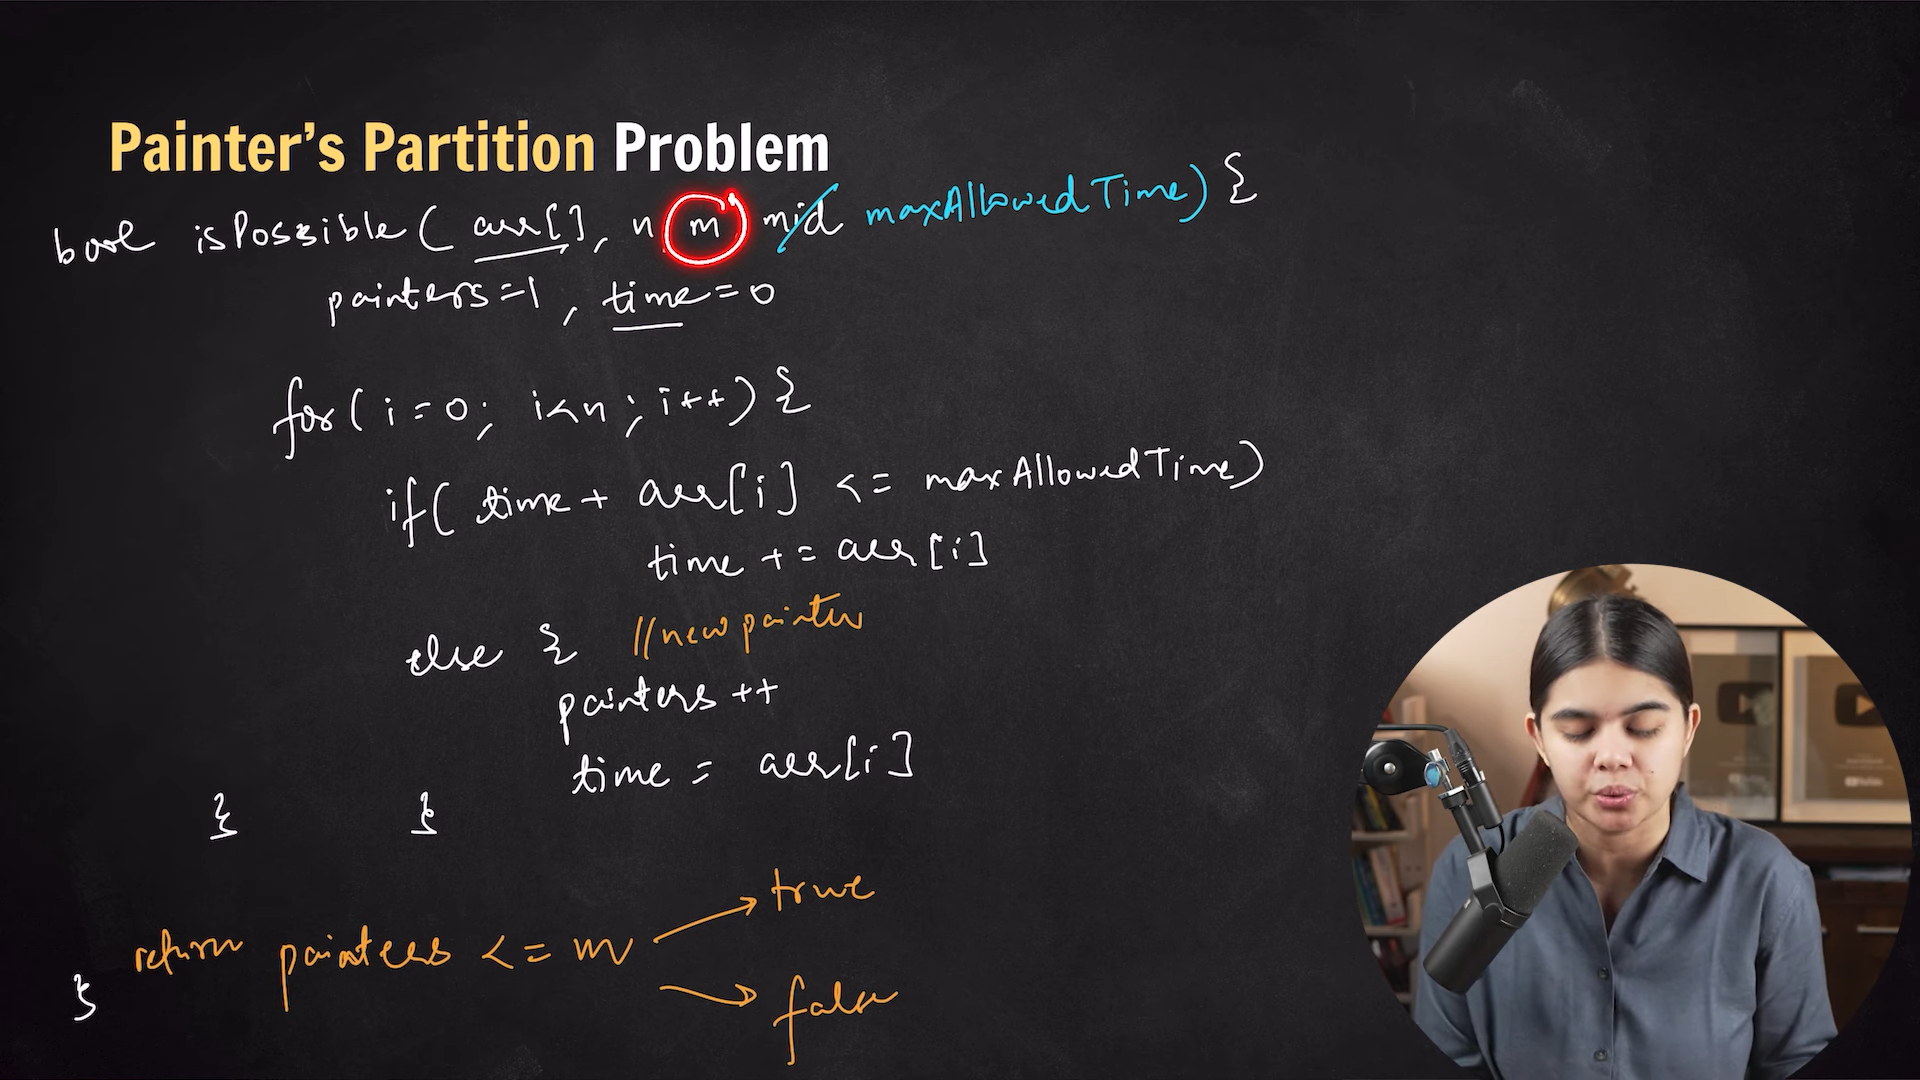 Painter's Partition Problem
bool isPossible( arr[], n m mid maxAllowedTime) {
painters=1, time=0
for( i=0; i<n; i++) {
if( time + arr[i] <= maxAllowedTime)
time += arr[i]
else { //new painter
painters ++
time = arr[i]
} }
return painters <= m
true
false
}